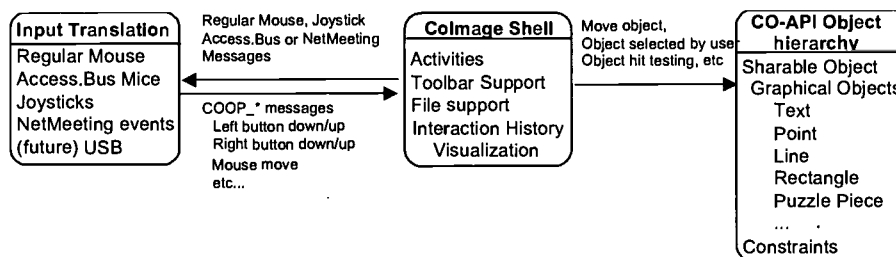 Input Translation
Regular Mouse
Access.Bus Mice
Joysticks
NetMeeting events
(future) USB
Regular Mouse, Joystick
Access.Bus or NetMeeting
Messages
COOP_* messages
Left button down/up
Right button down/up
Mouse move
etc...
CoImage Shell
Activities
Toolbar Support
File support
Interaction History
Visualization
Move object,
Object selected by user
Object hit testing, etc
CO-API Object
hierarchy
Sharable Object
Graphical Objects
Text
Point
Line
Rectangle
Puzzle Piece
...
Constraints